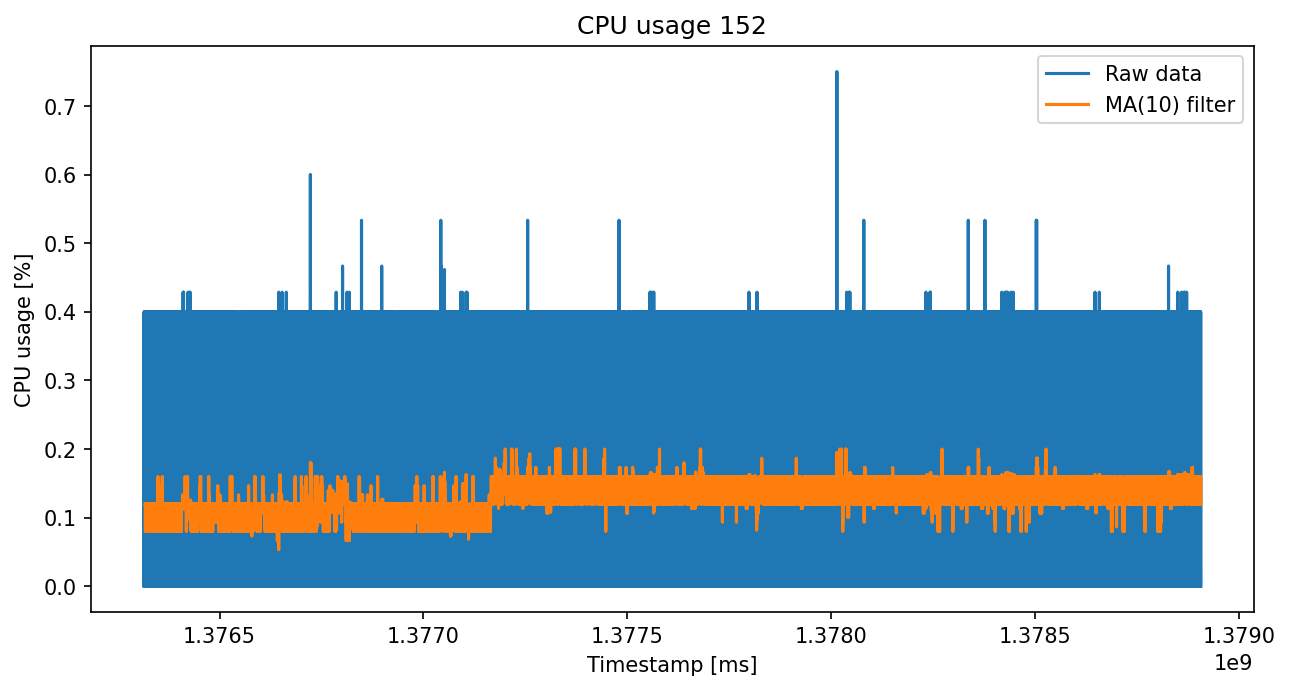 CPU usage 152
Raw data
MA(10) filter
CPU usage [%]
0.7
0.6
0.5
0.4
0.3
0.2
0.1
0.0
1.3765 1.3770 1.3775 1.3780 1.3785 1.3790
1e9
Timestamp [ms]